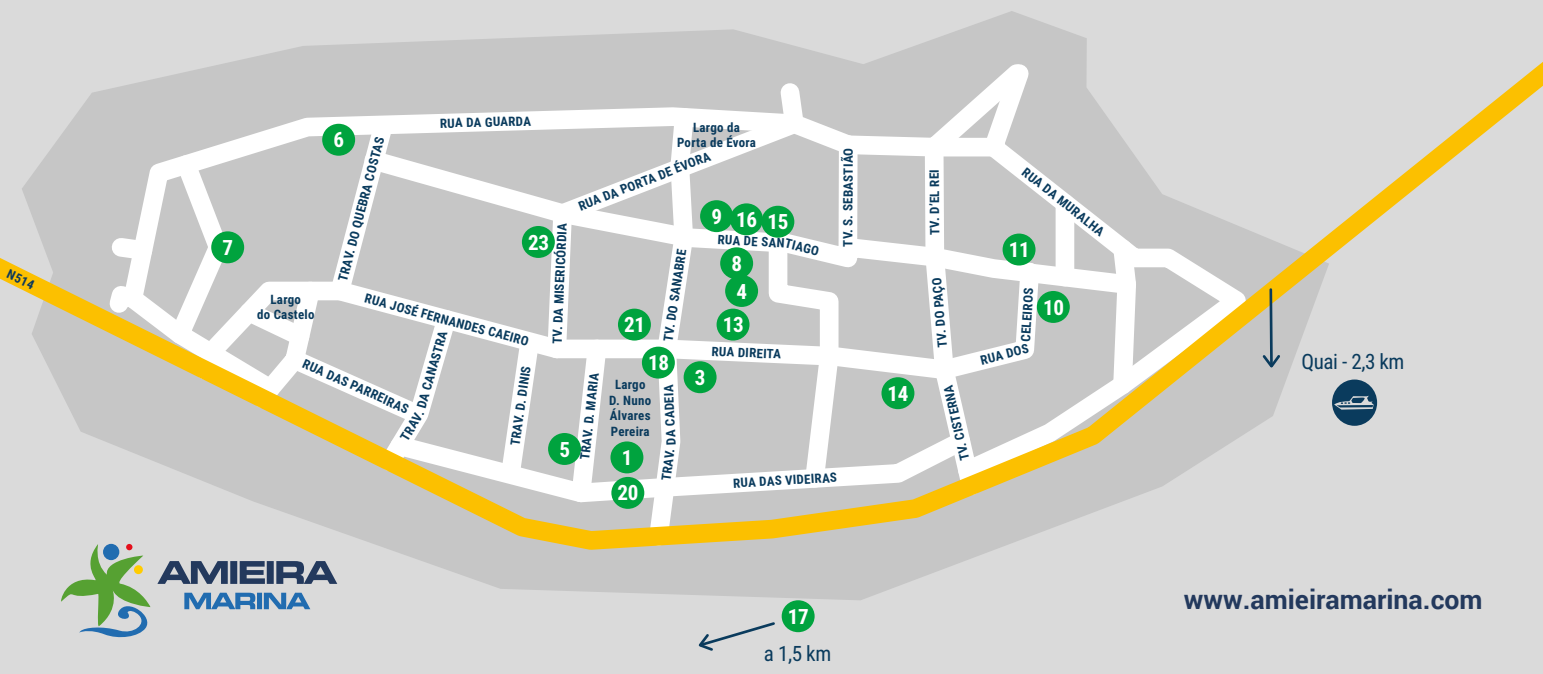 RUA DA GUARDA
Largo da
Porta de Évora
6
TRAV. DO QUEBRA COSTAS
RUA DA PORTA DE ÉVORA
TV. S. SEBASTIÃO
TV. D'EL REI
RUA DA MURALHA
9
16
15
7
23
RUA DE SANTIAGO
11
N514
TV. DA MISERICÓRDIA
TV. DO SANABRE
8
4
Largo
do Castelo
RUA JOSÉ FERNANDES CAEIRO
21
13
TV. DO PAÇO
10
RUA DOS CELEIROS
18
RUA DIREITA
3
14
Quai - 2,3 km
RUA DAS PARREIRAS
TRAV. DA CANASTRA
TRAV. D. DINIS
TRAV. D. MARIA
Largo
D. Nuno
Álvares
Pereira
TRAV. DA CADEIA
TV. CISTERNA
5
1
20
RUA DAS VIDEIRAS
AMIEIRA
MARINA
17
a 1,5 km
www.amieiramarina.com